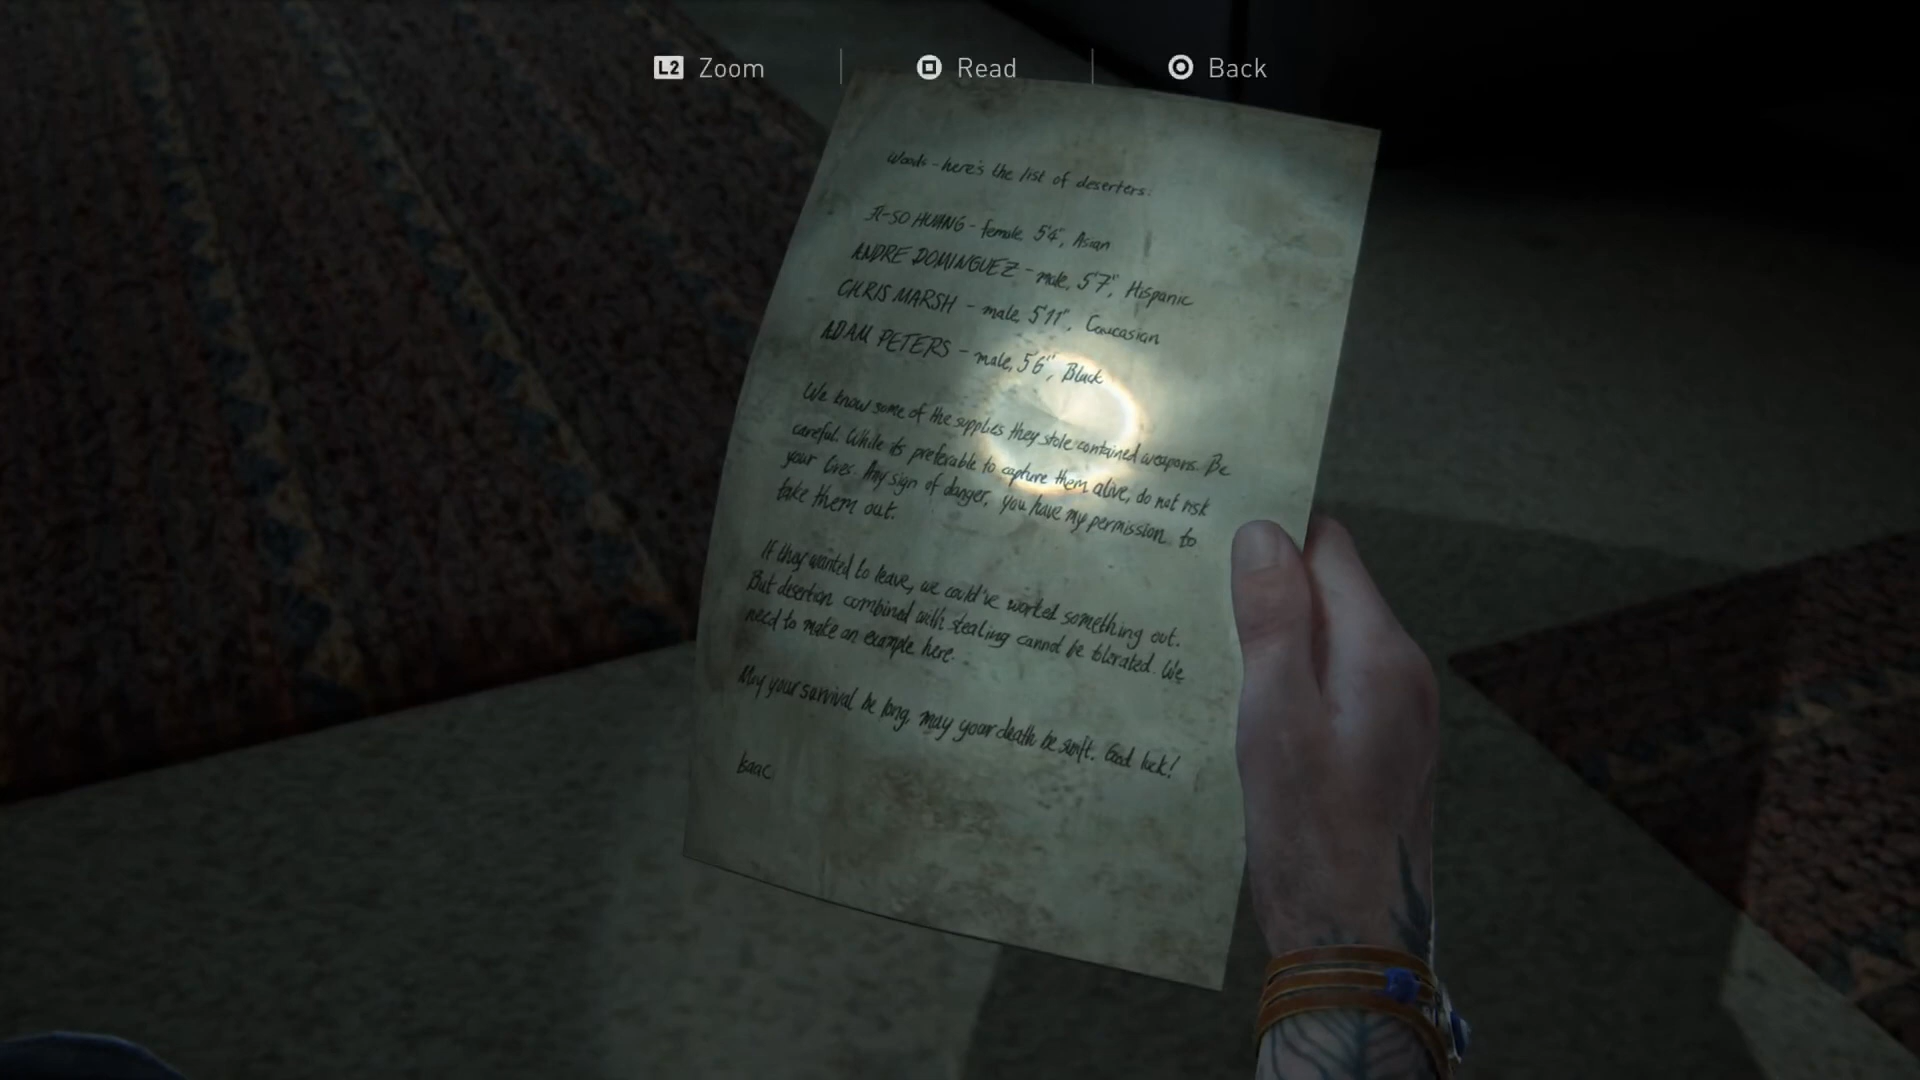 L2 Zoom Read Back
Woods - here's the list of deserters:
JI-SO HUANG - female, 5'4", Asian
ANDRE DOMINGUEZ - male, 5'7", Hispanic
CHRIS MARSH - male, 5'11", Caucasian
ADAM PETERS - male, 5'6", Black
We know some of the supplies they stole contained weapons. Be
careful. While its preferable to capture them alive, do not risk
your lives. Any sign of danger, you have my permission to
take them out.
If they wanted to leave, we could've worked something out.
But desertion combined with stealing cannot be tolerated. We
need to make an example here.
May your survival be long, may your death be swift. Good luck!
Isaac